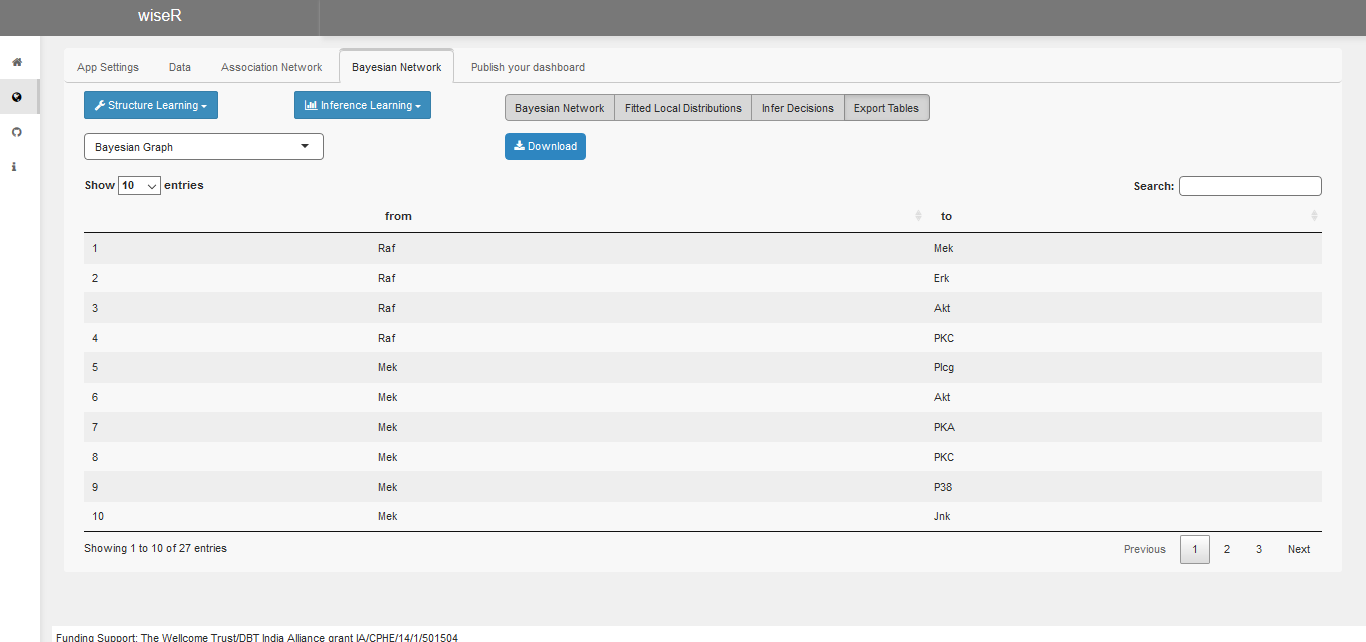 wiseR
App Settings Data Association Network Bayesian Network Publish your dashboard
Structure Learning Inference Learning Bayesian Network Fitted Local Distributions Infer Decisions Export Tables
Bayesian Graph Download
Show 10 entries Search:
from to
1 Raf Mek
2 Raf Erk
3 Raf Akt
4 Raf PKC
5 Mek Plcg
6 Mek Akt
7 Mek PKA
8 Mek PKC
9 Mek P38
10 Mek Jnk
Showing 1 to 10 of 27 entries Previous 1 2 3 Next
Funding Support: The Wellcome Trust/DBT India Alliance grant IA/CPHE/14/1/501504